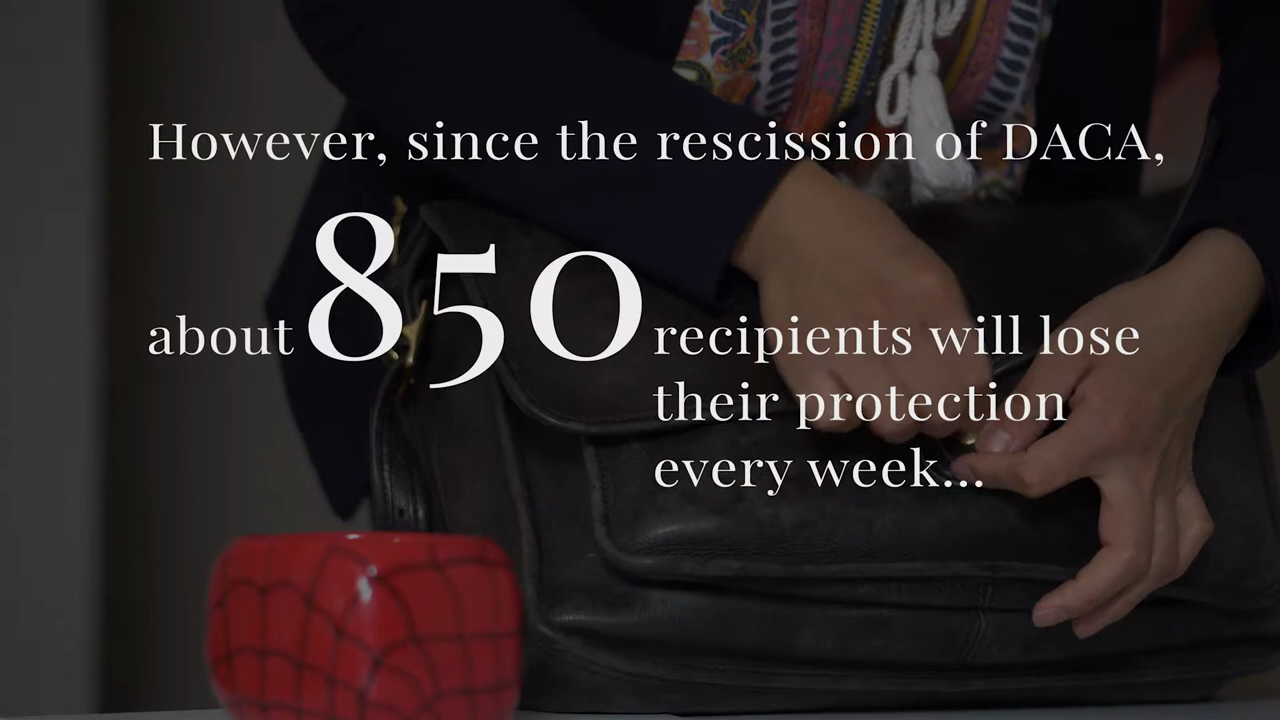 However, since the rescission of DACA,
about 850 recipients will lose
their protection
every week...